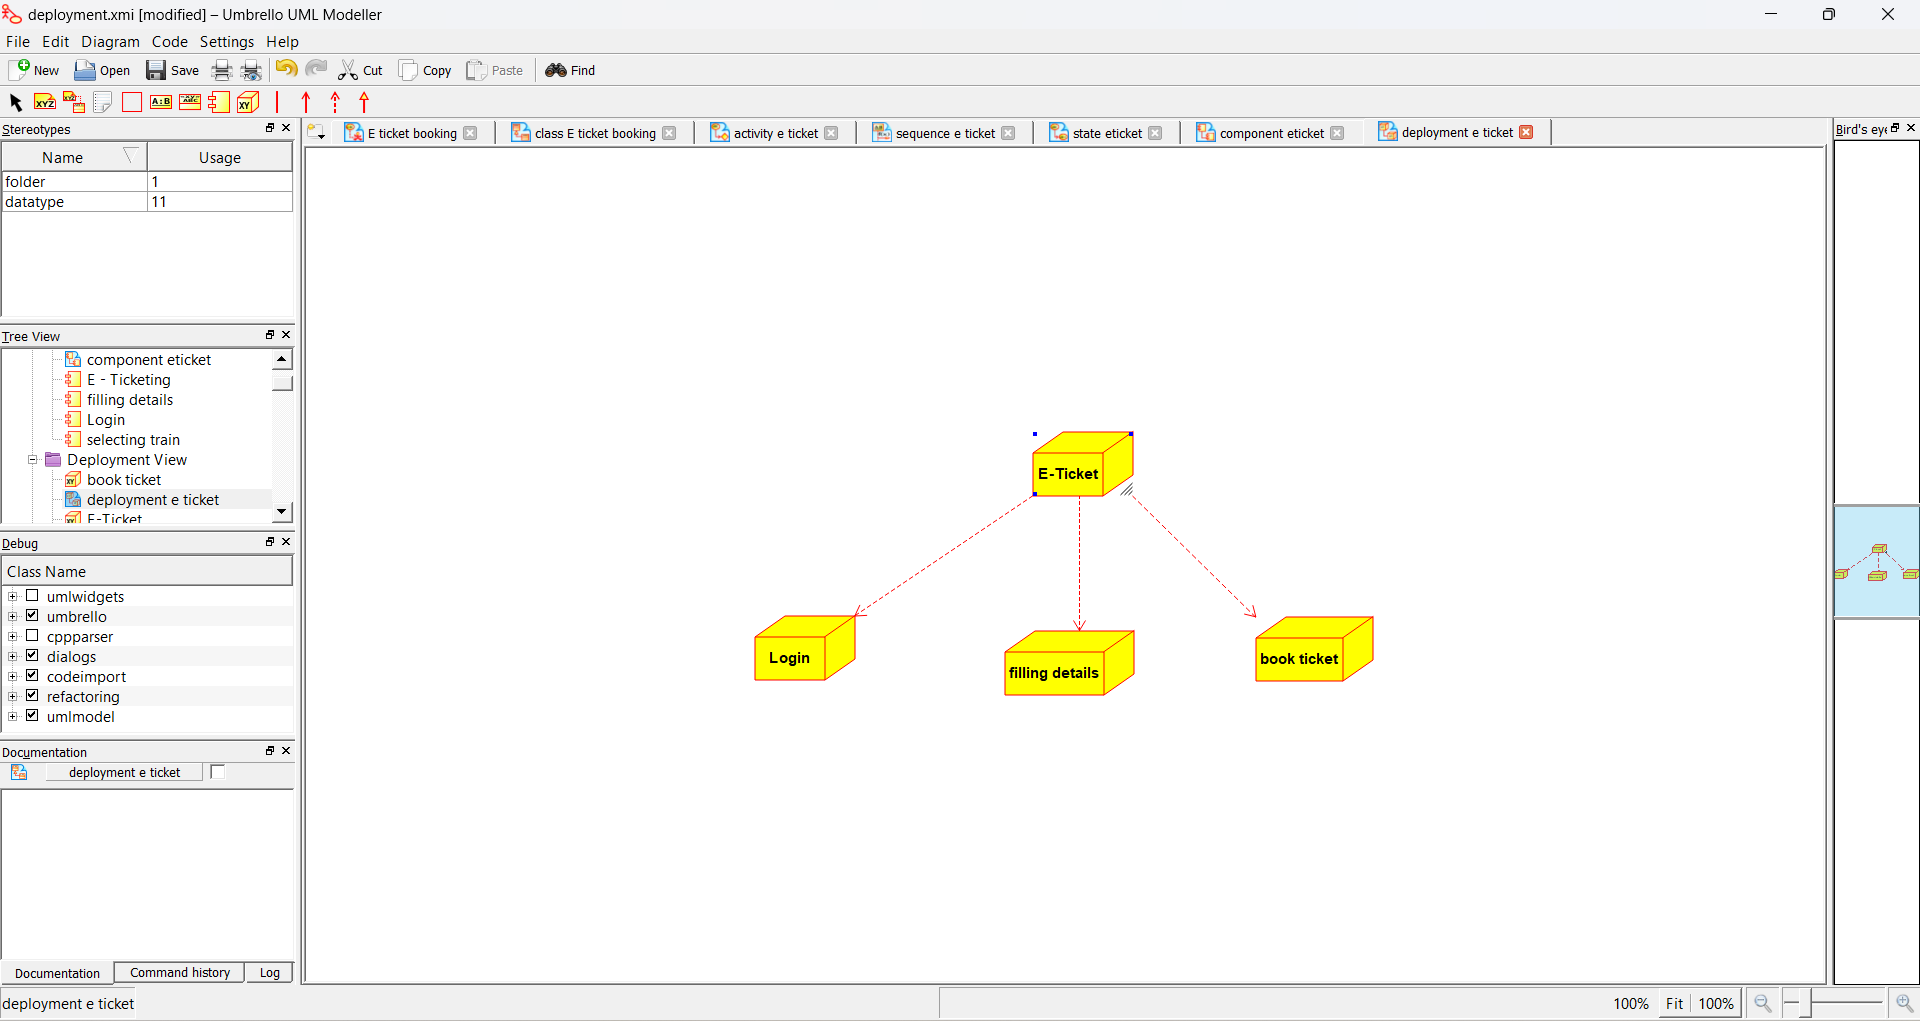 deployment.xmi [modified] – Umbrello UML Modeller
File Edit Diagram Code Settings Help
New Open Save Cut Copy Paste Find
XYZ XYZ A:B ABC XY
Stereotypes
Name Usage
folder 1
datatype 11
Tree View
component eticket
E - Ticketing
filling details
Login
selecting train
Deployment View
book ticket
deployment e ticket
E-Ticket
Debug
Class Name
umlwidgets
umbrello
cppparser
dialogs
codeimport
refactoring
umlmodel
Documentation
deployment e ticket
Documentation Command history Log
deployment e ticket
E ticket booking class E ticket booking activity e ticket sequence e ticket state eticket component eticket deployment e ticket
E-Ticket
Login
filling details
book ticket
Bird's eye
100% Fit 100%